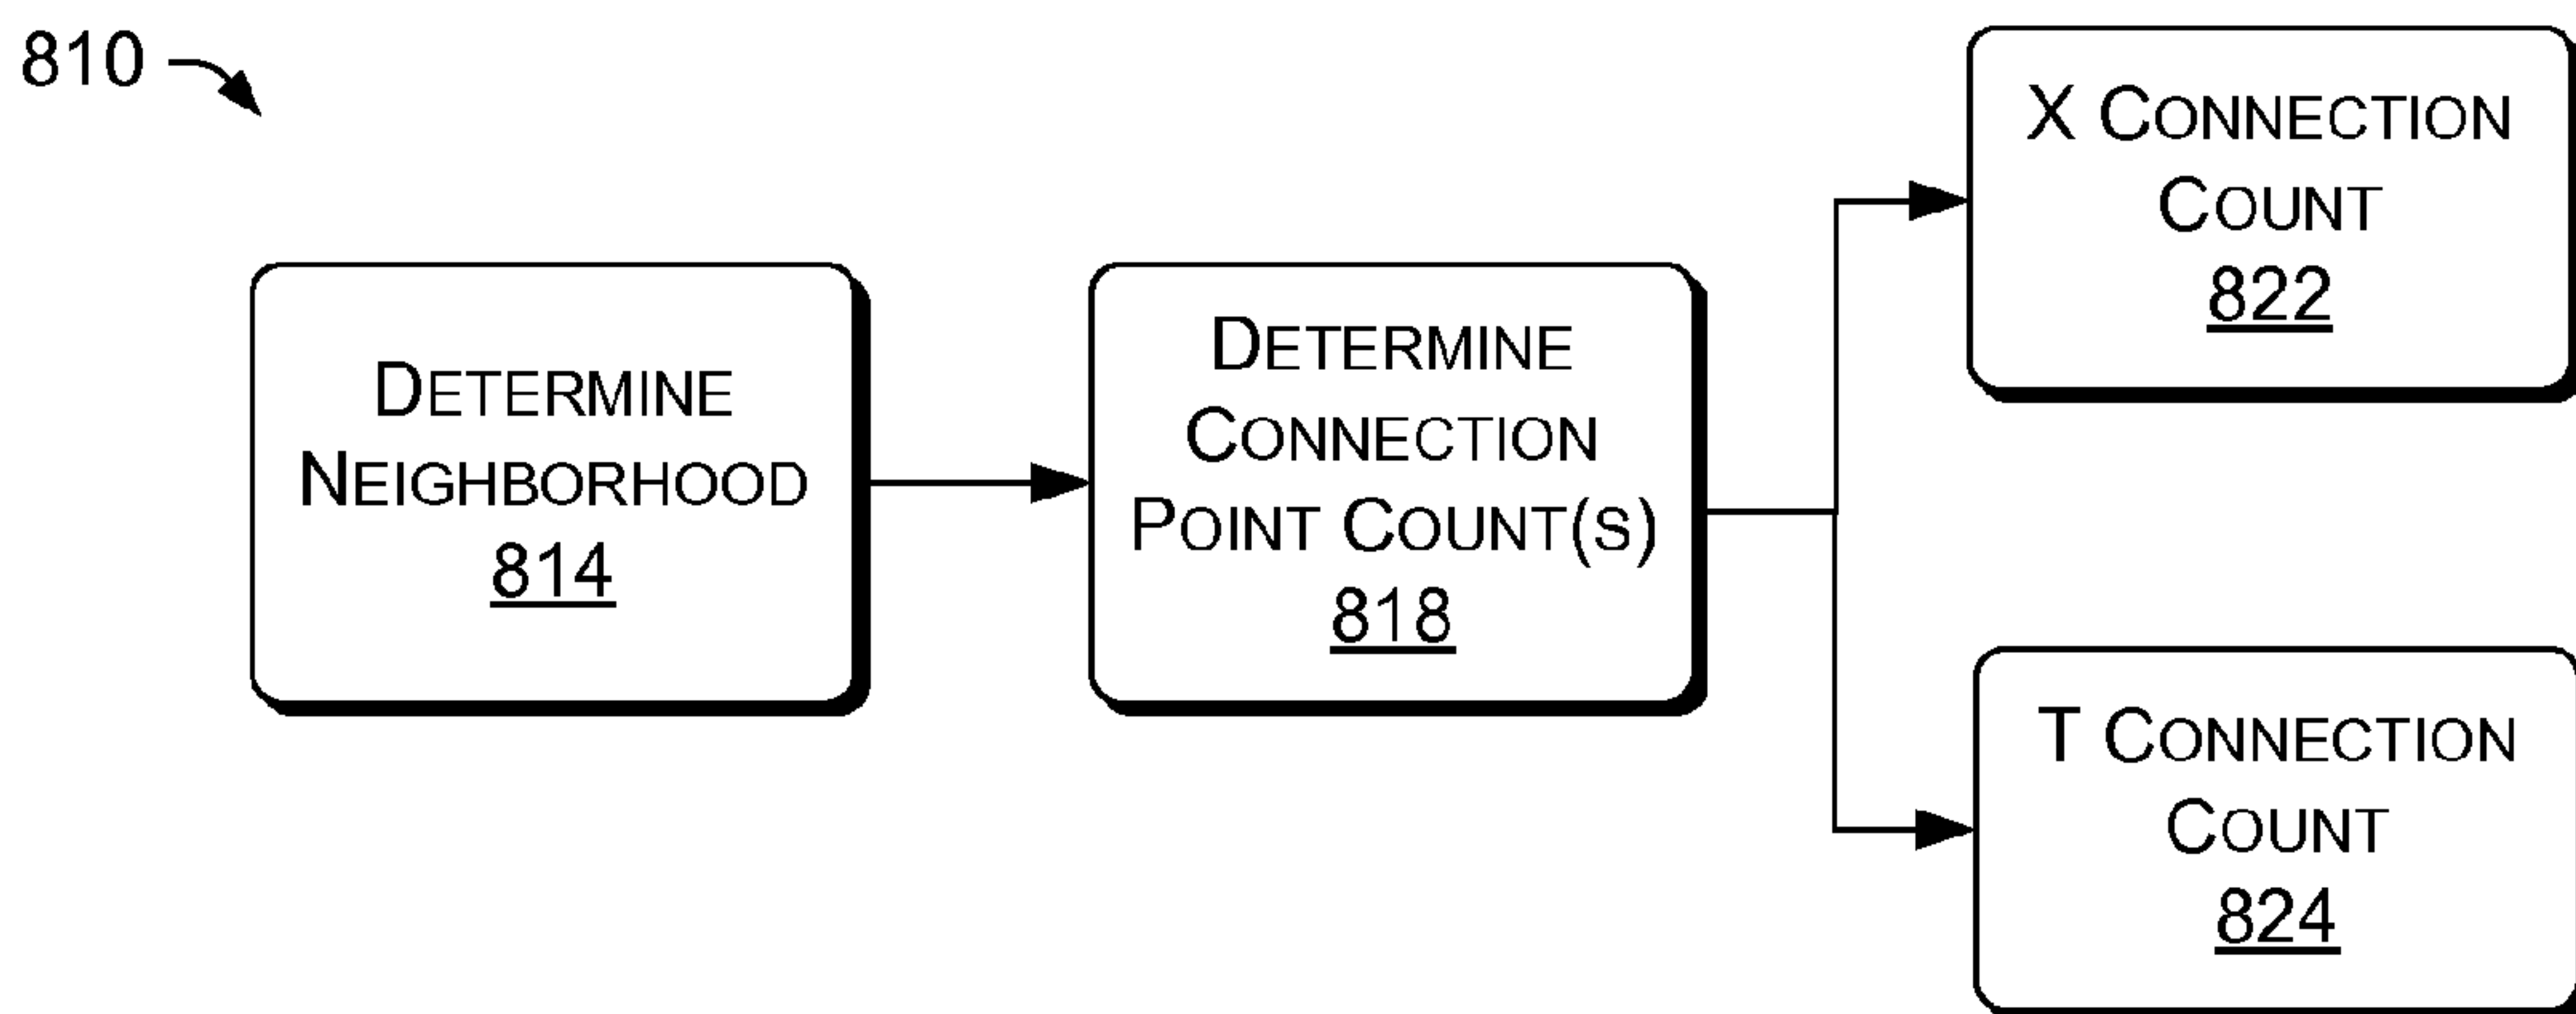 810
DETERMINE
NEIGHBORHOOD
814
DETERMINE
CONNECTION
POINT COUNT(S)
818
X CONNECTION
COUNT
822
T CONNECTION
COUNT
824